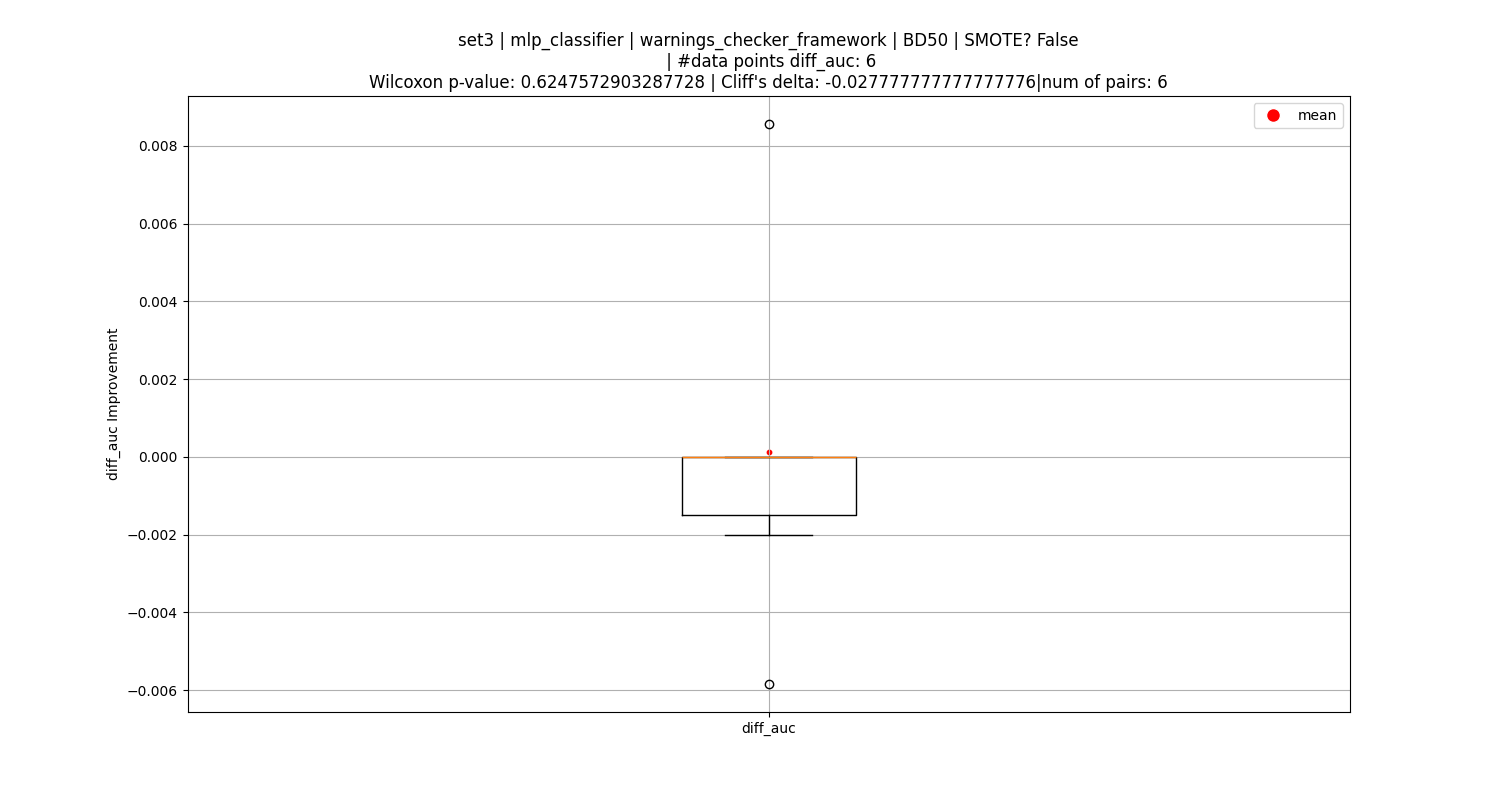 set3 | mlp_classifier | warnings_checker_framework | BD50 | SMOTE? False
| #data points diff_auc: 6
Wilcoxon p-value: 0.6247572903287728 | Cliff's delta: -0.027777777777777776|num of pairs: 6
mean
0.008
0.006
0.004
0.002
0.000
−0.002
−0.004
−0.006
diff_auc Improvement
diff_auc